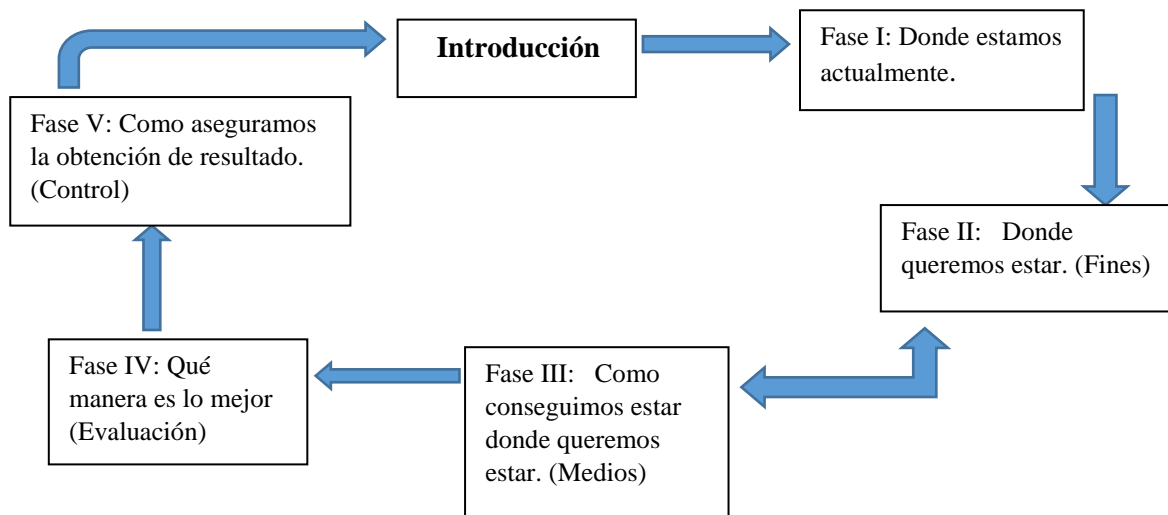 Introducción
Fase I: Donde estamos
actualmente.
Fase II: Donde
queremos estar. (Fines)
Fase III: Como
conseguimos estar
donde queremos
estar. (Medios)
Fase IV: Qué
manera es lo mejor
(Evaluación)
Fase V: Como aseguramos
la obtención de resultado.
(Control)